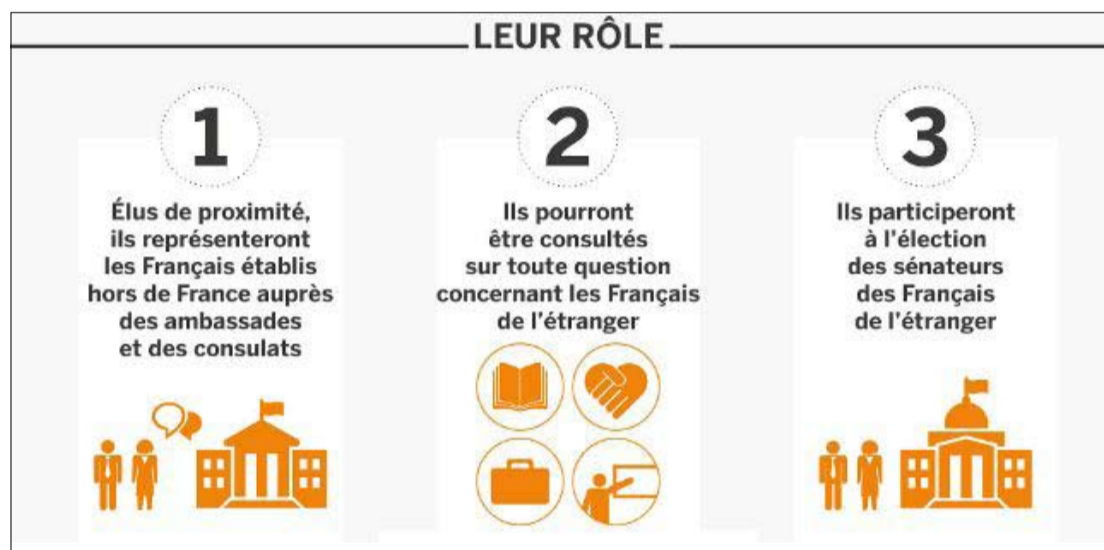 LEUR RÔLE
1
Élus de proximité,
ils représenteront
les Français établis
hors de France auprès
des ambassades
et des consulats
2
Ils pourront
être consultés
sur toute question
concernant les Français
de l'étranger
3
Ils participeront
à l'élection
des sénateurs
des Français
de l'étranger